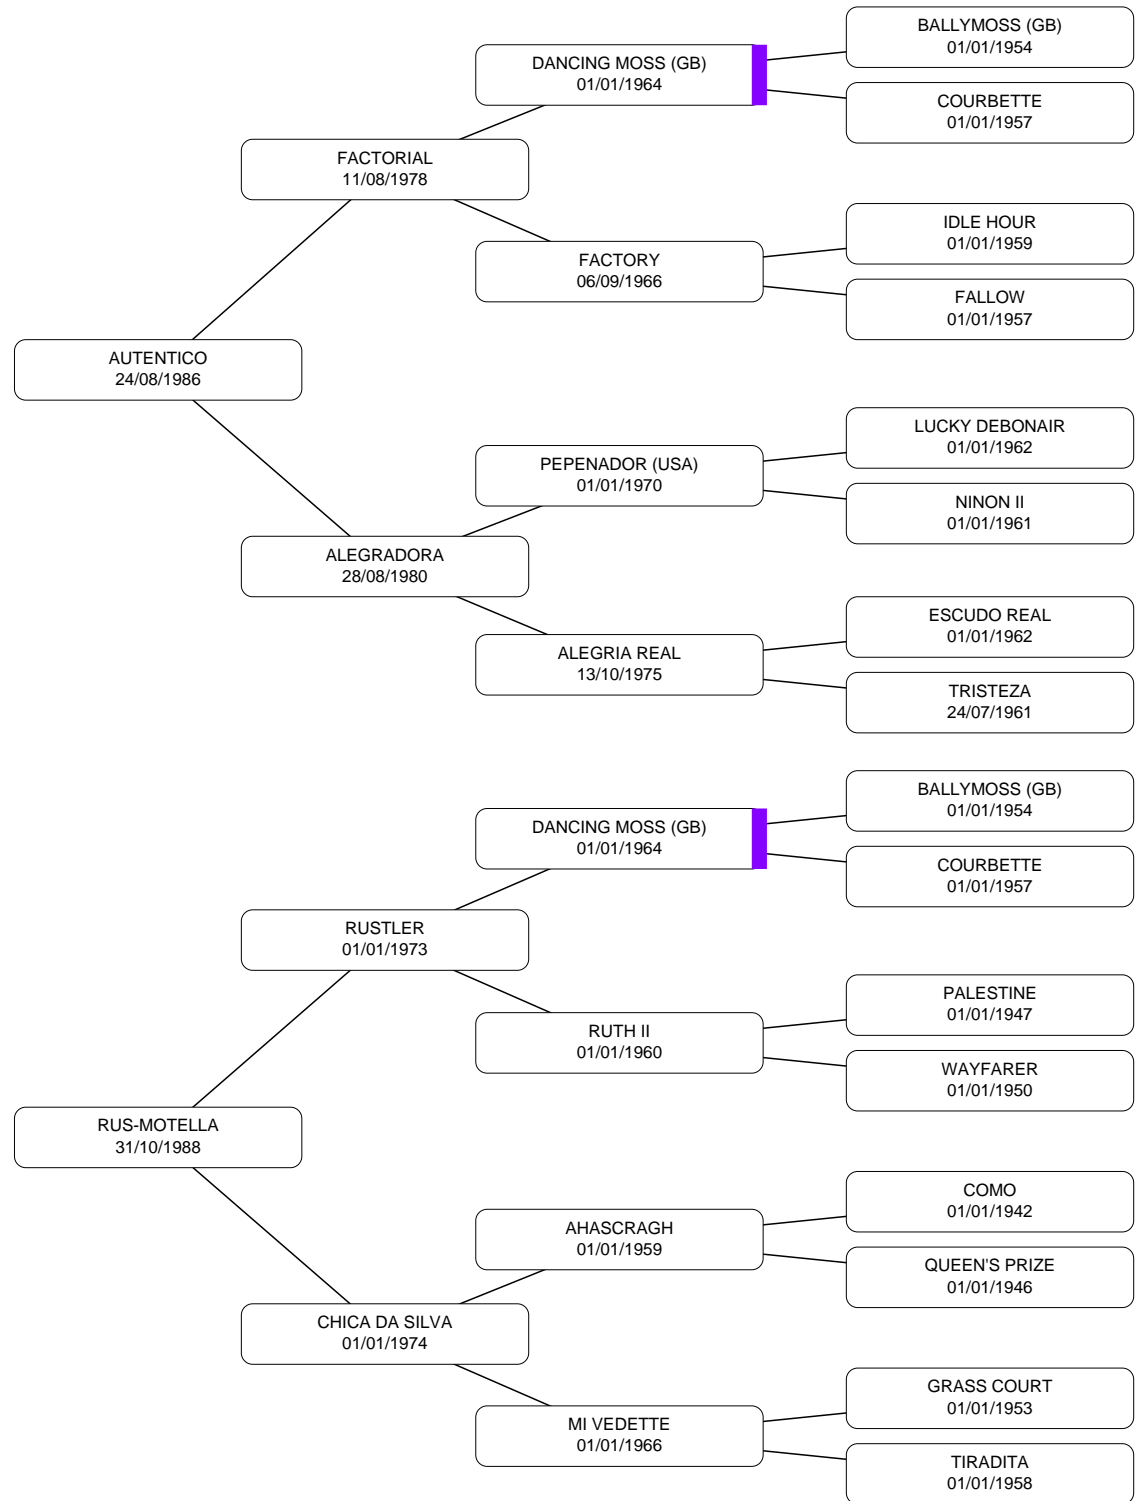 BALLYMOSS (GB)
01/01/1954
DANCING MOSS (GB)
01/01/1964
COURBETTE
01/01/1957
FACTORIAL
11/08/1978
IDLE HOUR
01/01/1959
FACTORY
06/09/1966
FALLOW
01/01/1957
AUTENTICO
24/08/1986
LUCKY DEBONAIR
01/01/1962
PEPENADOR (USA)
01/01/1970
NINON II
01/01/1961
ALEGRADORA
28/08/1980
ESCUDO REAL
01/01/1962
ALEGRIA REAL
13/10/1975
TRISTEZA
24/07/1961
BALLYMOSS (GB)
01/01/1954
DANCING MOSS (GB)
01/01/1964
COURBETTE
01/01/1957
RUSTLER
01/01/1973
PALESTINE
01/01/1947
RUTH II
01/01/1960
WAYFARER
01/01/1950
RUS-MOTELLA
31/10/1988
COMO
01/01/1942
AHASCRAGH
01/01/1959
QUEEN'S PRIZE
01/01/1946
CHICA DA SILVA
01/01/1974
GRASS COURT
01/01/1953
MI VEDETTE
01/01/1966
TIRADITA
01/01/1958